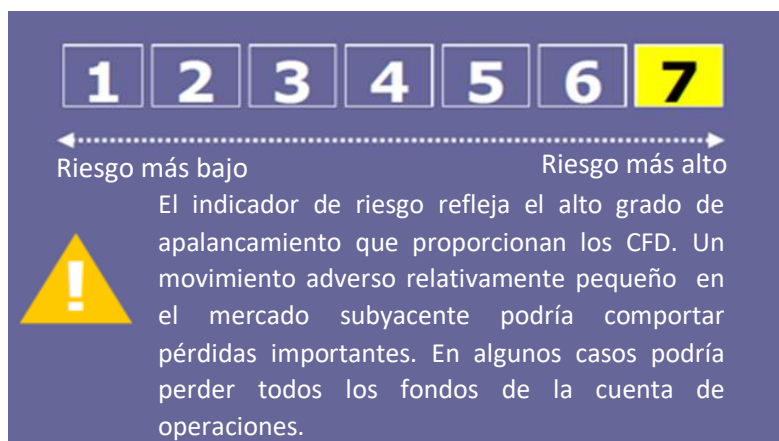 1 2 3 4 5 6 7
Riesgo más bajo Riesgo más alto
El indicador de riesgo refleja el alto grado de
apalancamiento que proporcionan los CFD. Un
movimiento adverso relativamente pequeño en
el mercado subyacente podría comportar
pérdidas importantes. En algunos casos podría
perder todos los fondos de la cuenta de
operaciones.